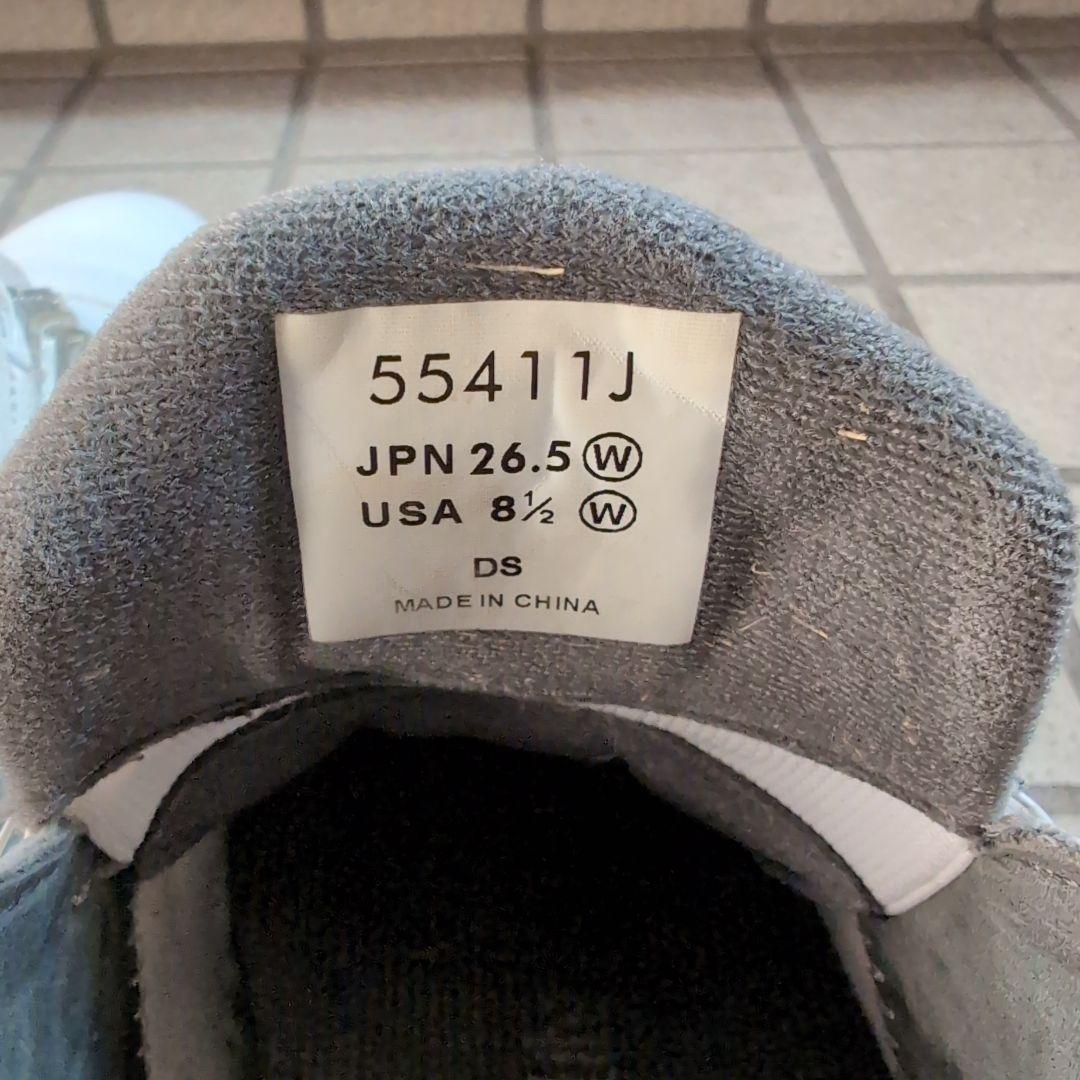 55411J
JPN 26.5 Ⓦ
USA 8½ Ⓦ
DS
MADE IN CHINA